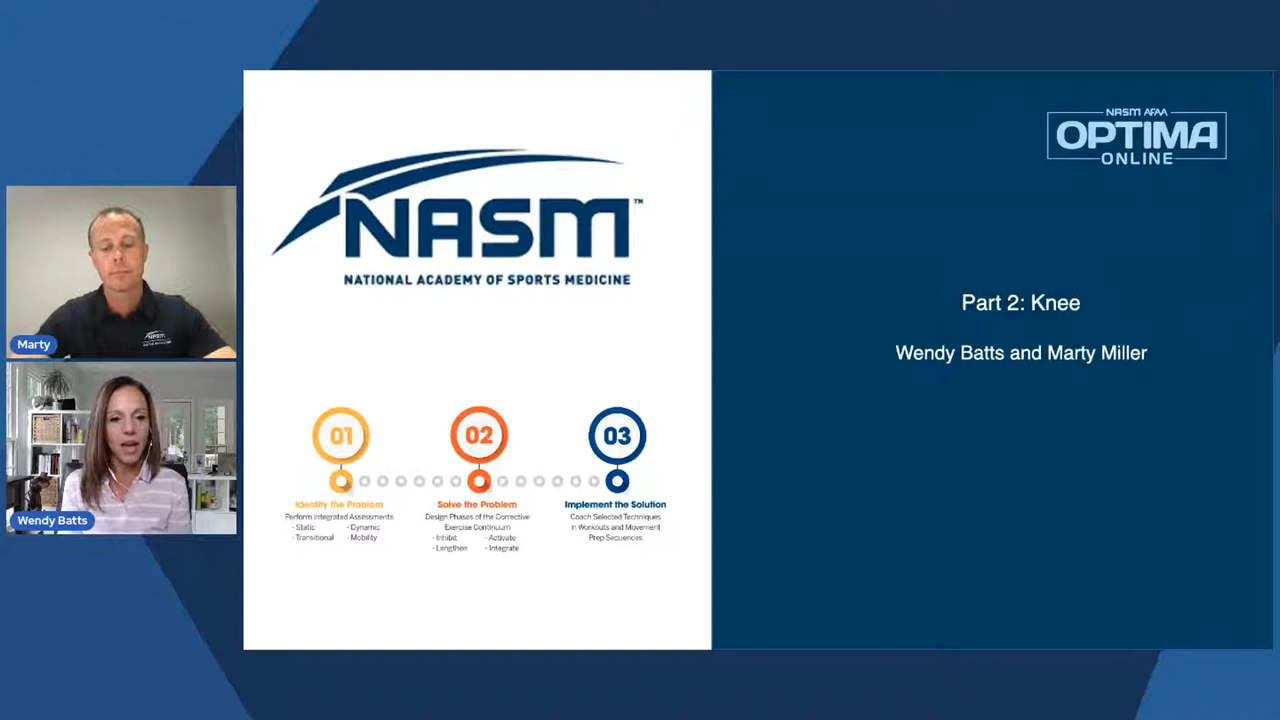 NASM AFAA
OPTIMA
ONLINE
NASM™
NATIONAL ACADEMY OF SPORTS MEDICINE
Part 2: Knee
Wendy Batts and Marty Miller
NASM
Marty
Wendy Batts
01
02
03
Identify the Problem
Perform Integrated Assessments
- Static
- Dynamic
- Transitional
- Mobility
Solve the Problem
Design Phases of the Corrective
Exercise Continuum
- Inhibit
- Activate
- Lengthen
- Integrate
Implement the Solution
Coach Selected Techniques
in Workouts and Movement
Prep Sequences